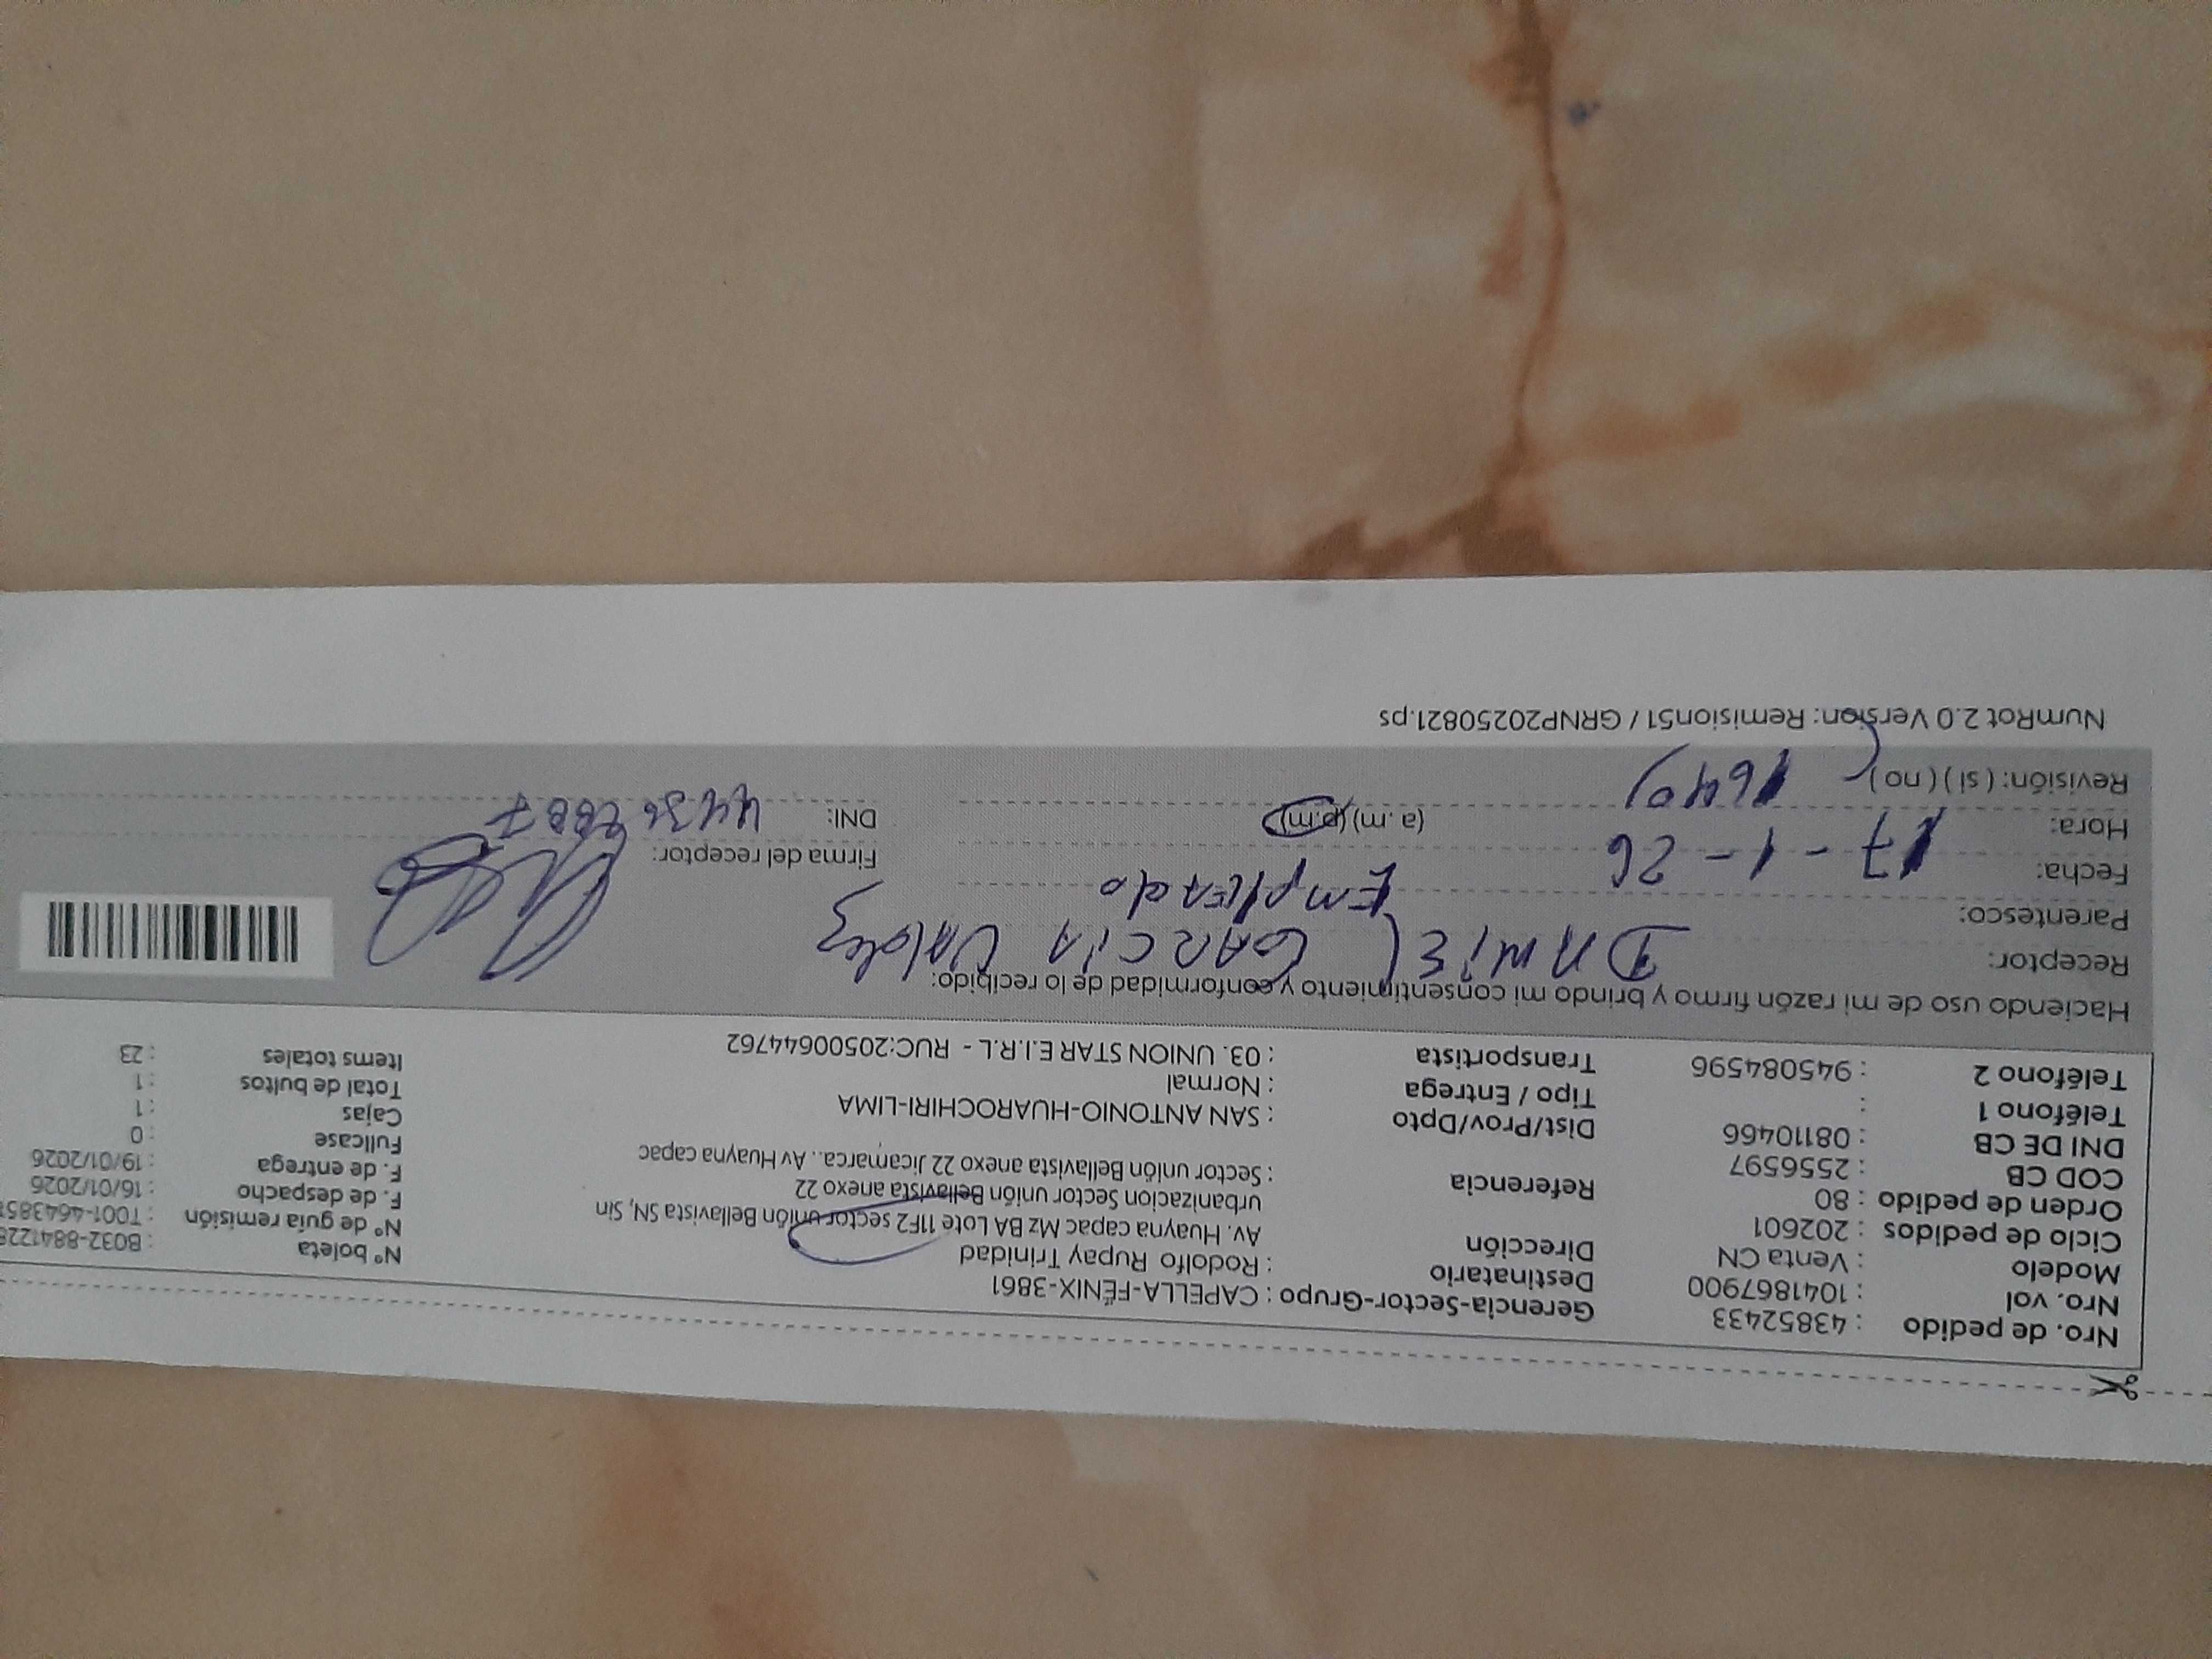 Nro. de pedido : 43852433 Gerencia-Sector-Grupo : CAPELLA-FÉNIX-3861
Nro. vol : 1041867900 Destinatario : Rodolfo Rupay Trinidad Nº boleta : B032-884122
Modelo : Venta CN Dirección Av. Huayna capac Mz BA Lote 11F2 sector unión Bellavista SN, Sin Nº de guía remisión : T001-464385
Ciclo de pedidos : 202601 urbanizacion Sector unión Bellavista anexo 22 F. de despacho : 16/01/2026
Orden de pedido : 80 Referencia : Sector unión Bellavista anexo 22 Jicamarca.. Av Huayna capac F. de entrega : 19/01/2026
COD CB : 2556597 Dist/Prov/Dpto : SAN ANTONIO-HUAROCHIRI-LIMA Fullcase : 0
DNI DE CB : 08110466 Tipo / Entrega : Normal Cajas : 1
Teléfono 1 : Transportista : 03. UNION STAR E.I.R.L - RUC:20500644762 Total de bultos : 1
Teléfono 2 : 945084596 Items totales : 23
Haciendo uso de mi razón firmo y brindo mi consentimiento y conformidad de lo recibido:
Receptor: DANiEl GARCiA Valdez
Parentesco: EmplEAdo
Fecha: 17-1-26 Firma del receptor:
Hora: 1640 (a.m) (p.m) DNI:
Revisión: ( si ) ( no )
NumRot 2.0 Version: Remision51 / GRNP20250821.ps